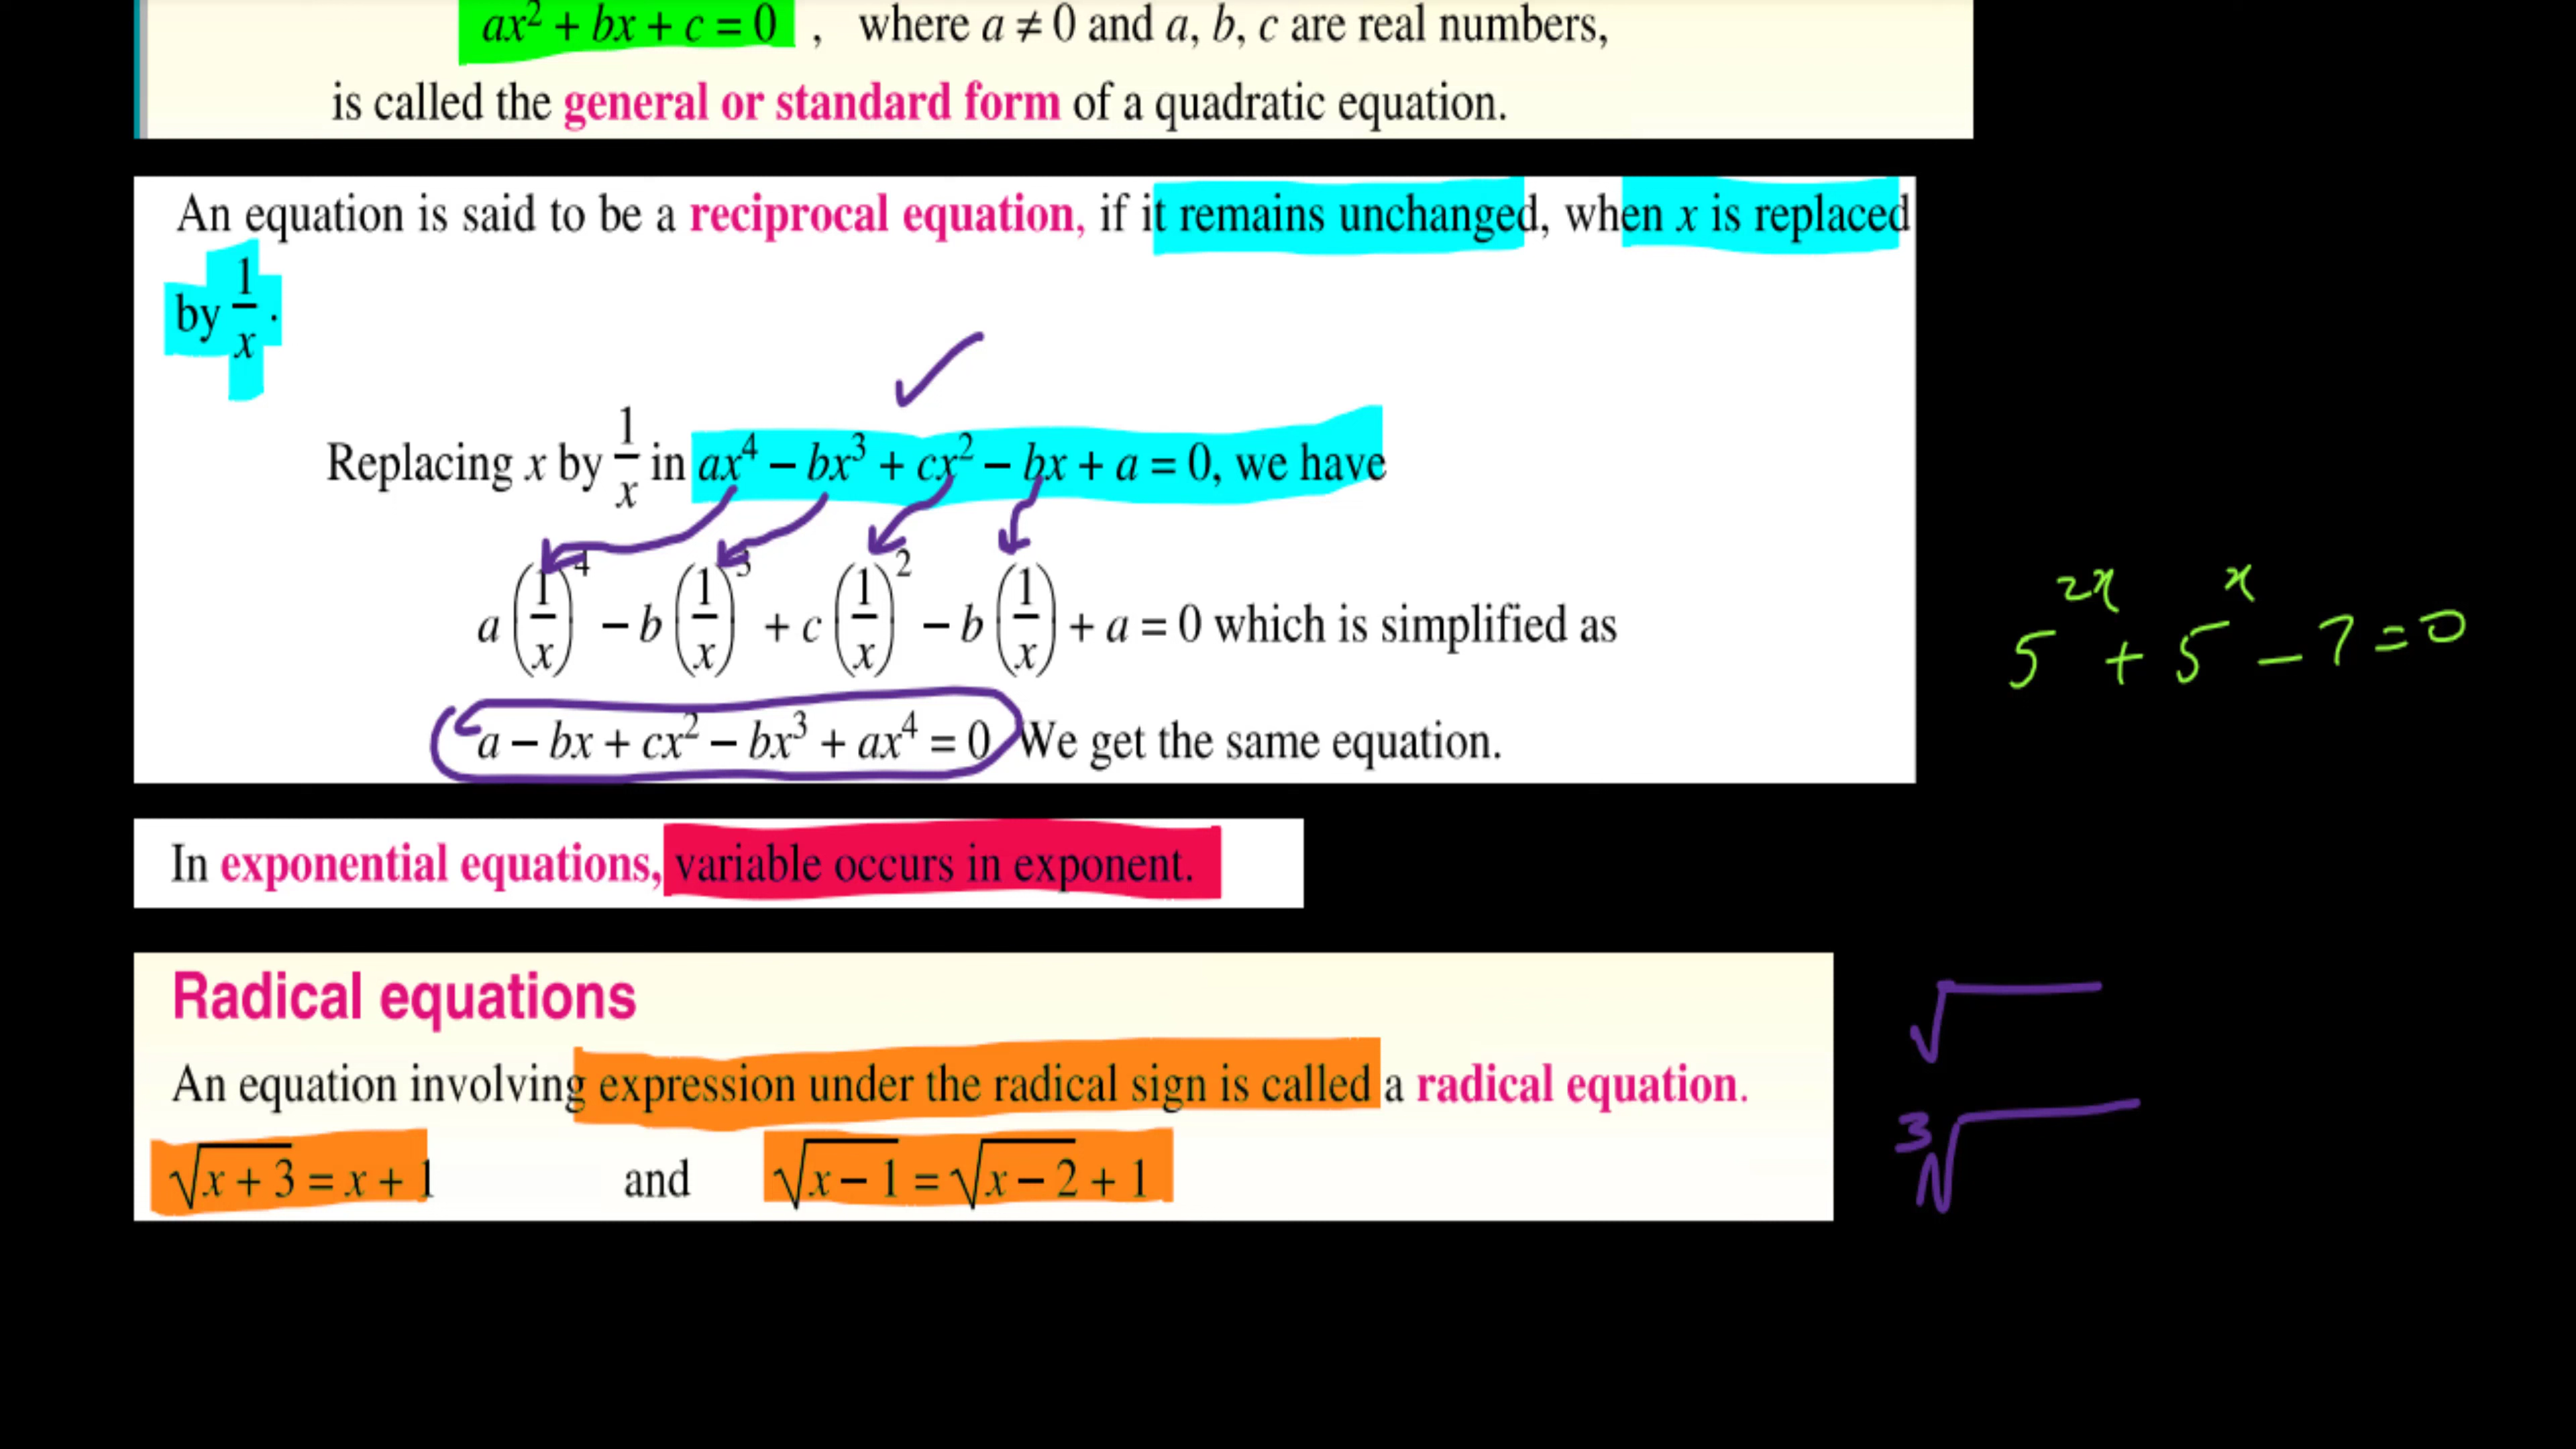 ax² + bx + c = 0 , where a ≠ 0 and a, b, c are real numbers,
is called the general or standard form of a quadratic equation.
An equation is said to be a reciprocal equation, if it remains unchanged, when x is replaced
by 1/x .
Replacing x by 1/x in ax⁴ – bx³ + cx² – bx + a = 0, we have
a(1/x)⁴ – b(1/x)³ + c(1/x)² – b(1/x) + a = 0 which is simplified as
5²ˣ + 5ˣ – 7 = 0
a – bx + cx² – bx³ + ax⁴ = 0 We get the same equation.
In exponential equations, variable occurs in exponent.
Radical equations
An equation involving expression under the radical sign is called a radical equation.
√
√(x + 3) = x + 1 and √(x – 1) = √(x – 2) + 1
³√